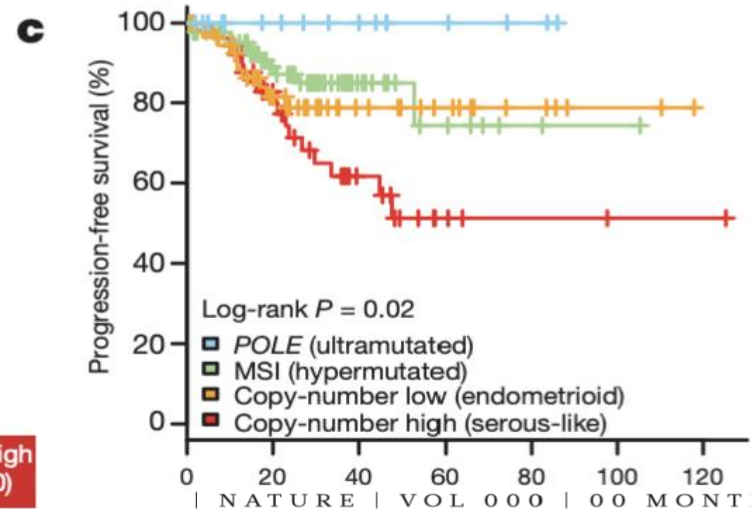 c
Progression-free survival (%)
100
80
60
40
20
0
Log-rank P = 0.02
POLE (ultramutated)
MSI (hypermutated)
Copy-number low (endometrioid)
Copy-number high (serous-like)
0 20 40 60 80 100 120
| NATURE | VOL 000 | 00 MONT
igh
0)